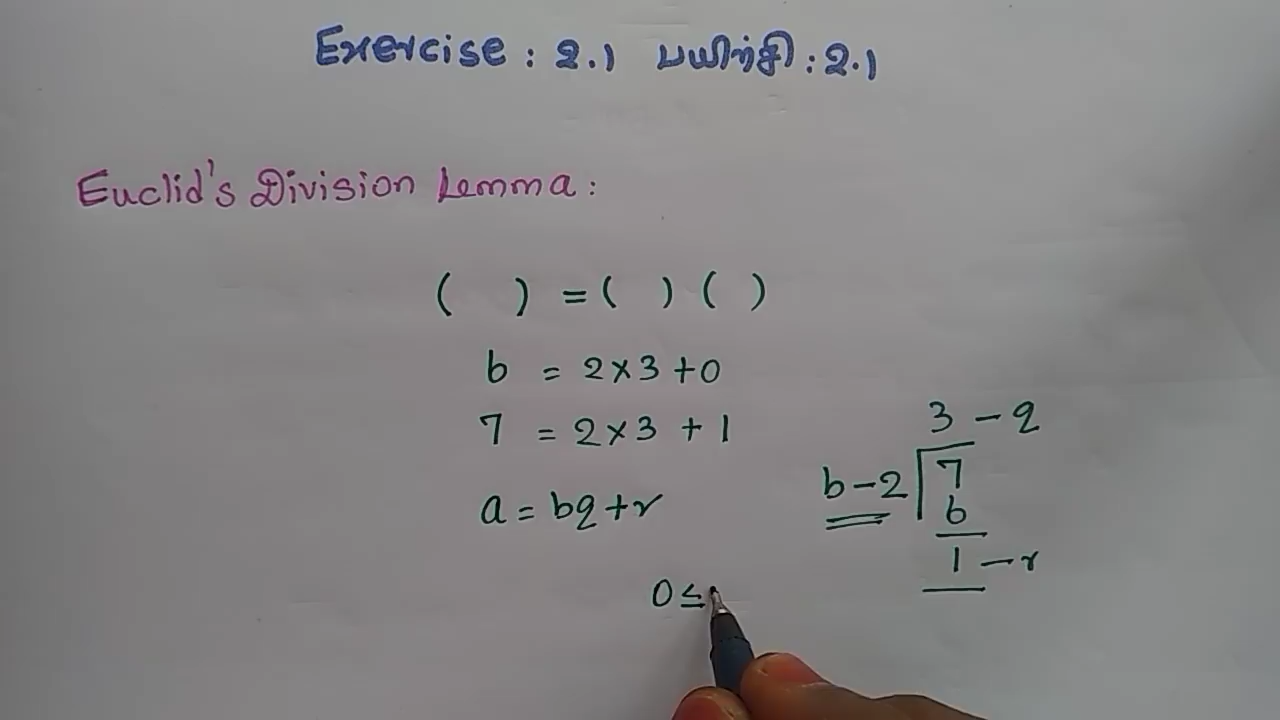 Exercise : 2.1 பயிற்சி : 2.1
Euclid's Division Lemma :
( ) = ( ) ( )
6 = 2×3+0
7 = 2×3+1
a = bq+r
0≤
3 - q
b-2 7
6
1 - r